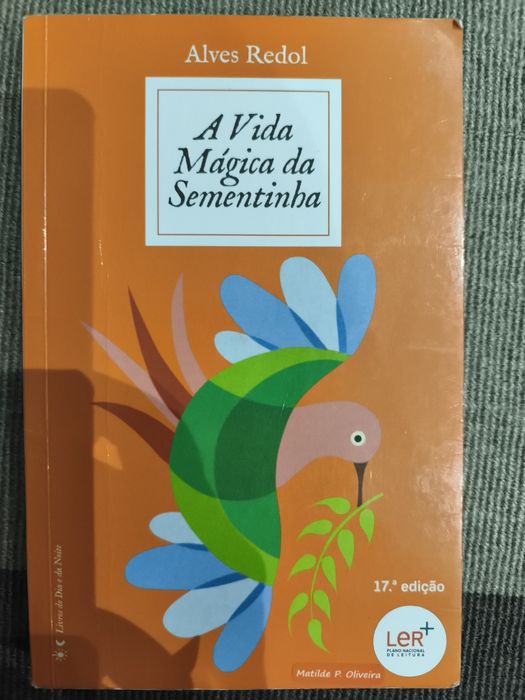 Alves Redol
A Vida
Mágica da
Sementinha
Livros do Dia e da Noite
17.ª edição
LeR+
PLANO NACIONAL
DE LEITURA
Matilde P. Oliveira